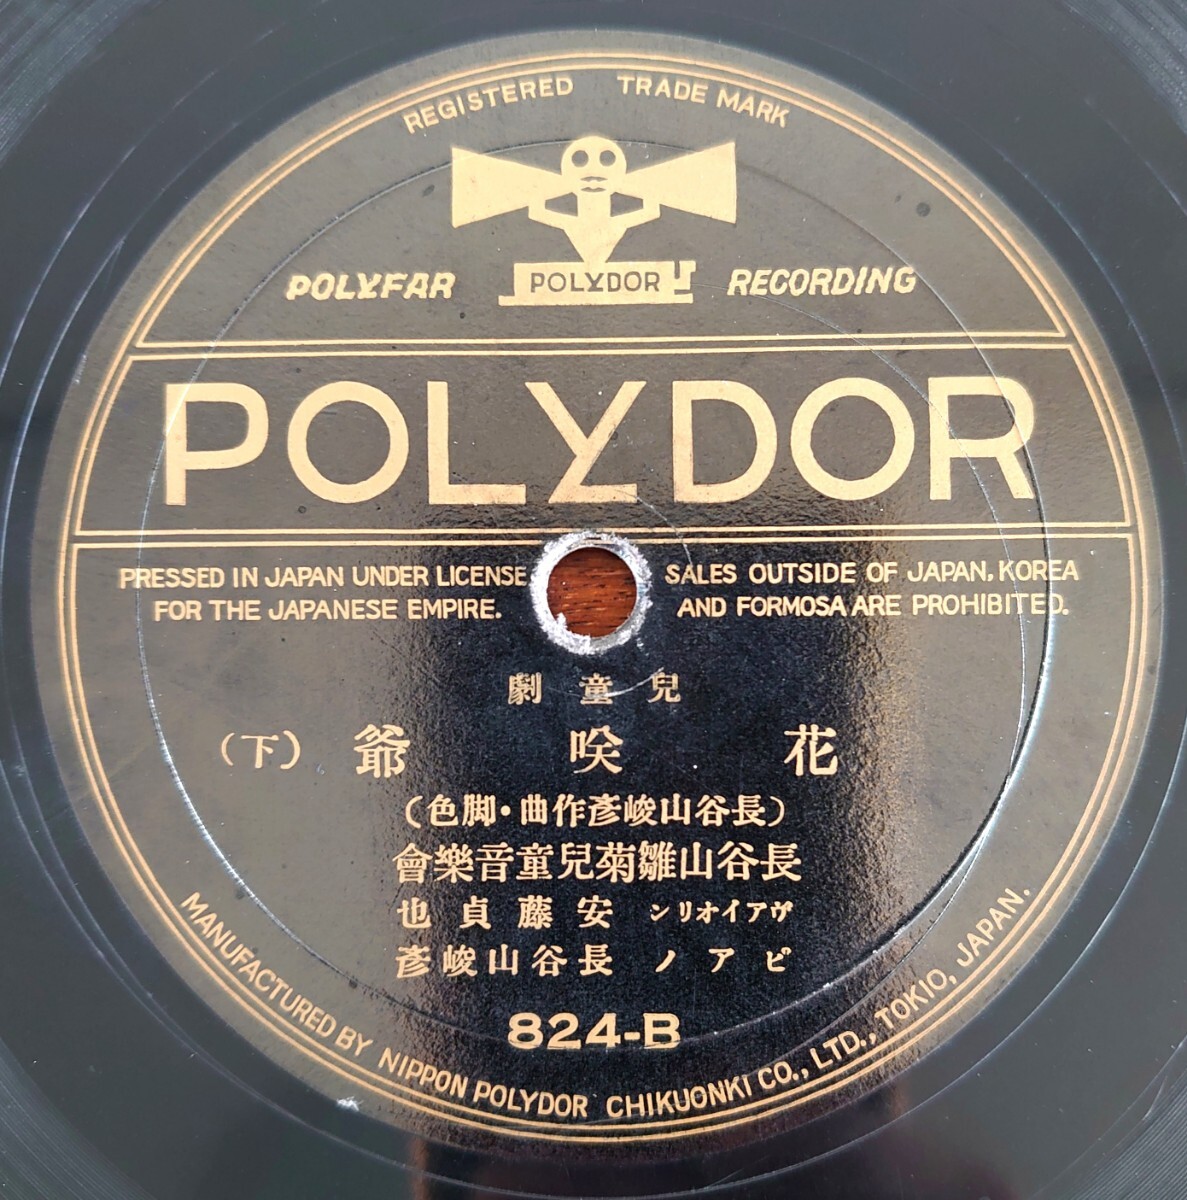 REGISTERED TRADE MARK
POLYDOR
POLYFAR RECORDING
POLYDOR
PRESSED IN JAPAN UNDER LICENSE
FOR THE JAPANESE EMPIRE.
SALES OUTSIDE OF JAPAN, KOREA
AND FORMOSA ARE PROHIBITED.
兒童劇
花咲爺 (下)
(長谷山峻彥作曲・脚色)
長谷山雛菊兒童音樂會
ヴアイオリン 安藤貞也
ピアノ 長谷山峻彥
824-B
MANUFACTURED BY NIPPON POLYDOR CHIKUONKI CO., LTD., TOKIO, JAPAN.